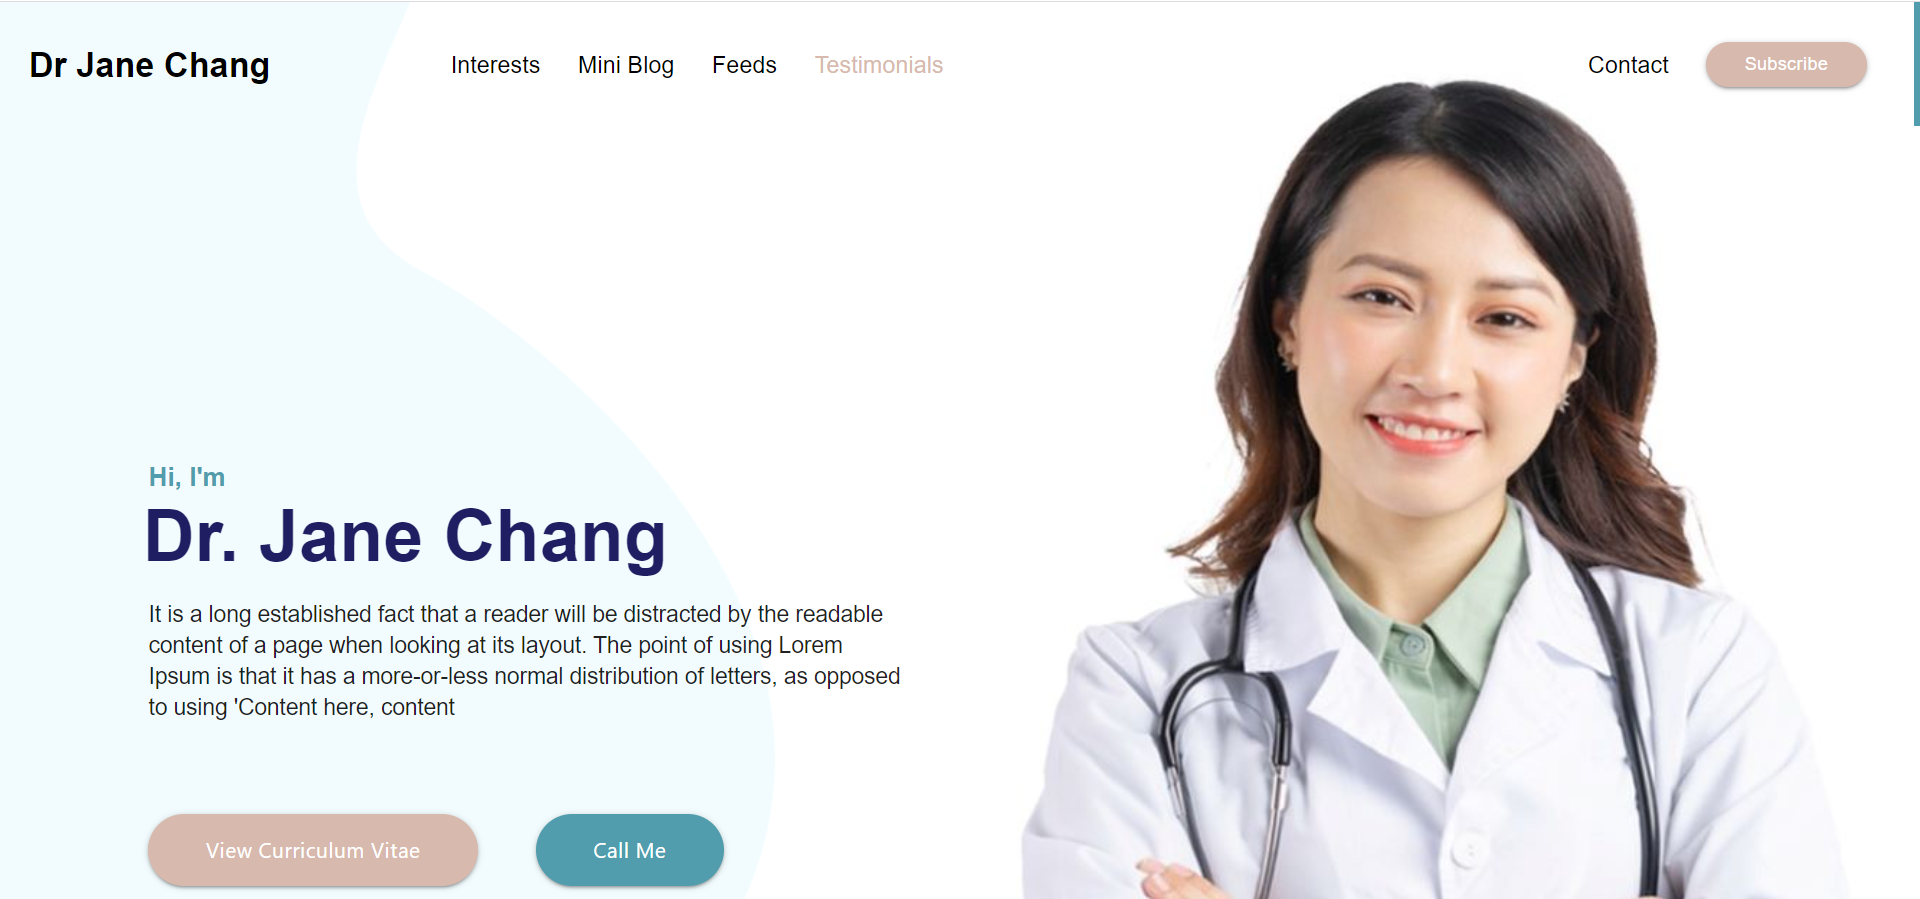 Dr Jane Chang
Interests
Mini Blog
Feeds
Testimonials
Contact
Subscribe
Hi, I'm
Dr. Jane Chang
It is a long established fact that a reader will be distracted by the readable
content of a page when looking at its layout. The point of using Lorem
Ipsum is that it has a more-or-less normal distribution of letters, as opposed
to using 'Content here, content
View Curriculum Vitae
Call Me